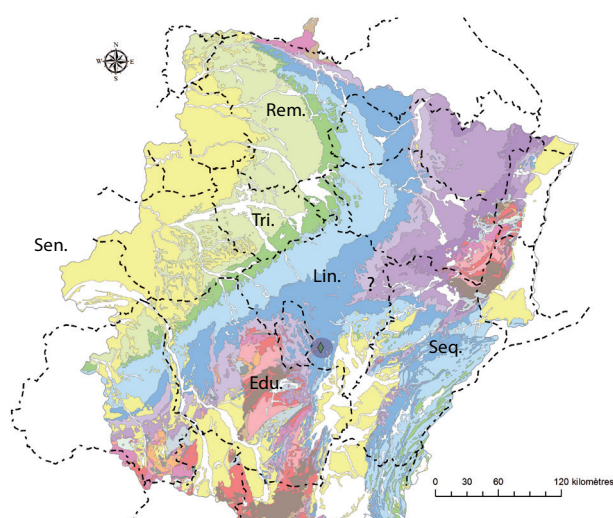 N
W E
S
Rem.
Tri.
Sen.
Lin.
?
Seq.
Edu.
0 30 60 120 kilomètres